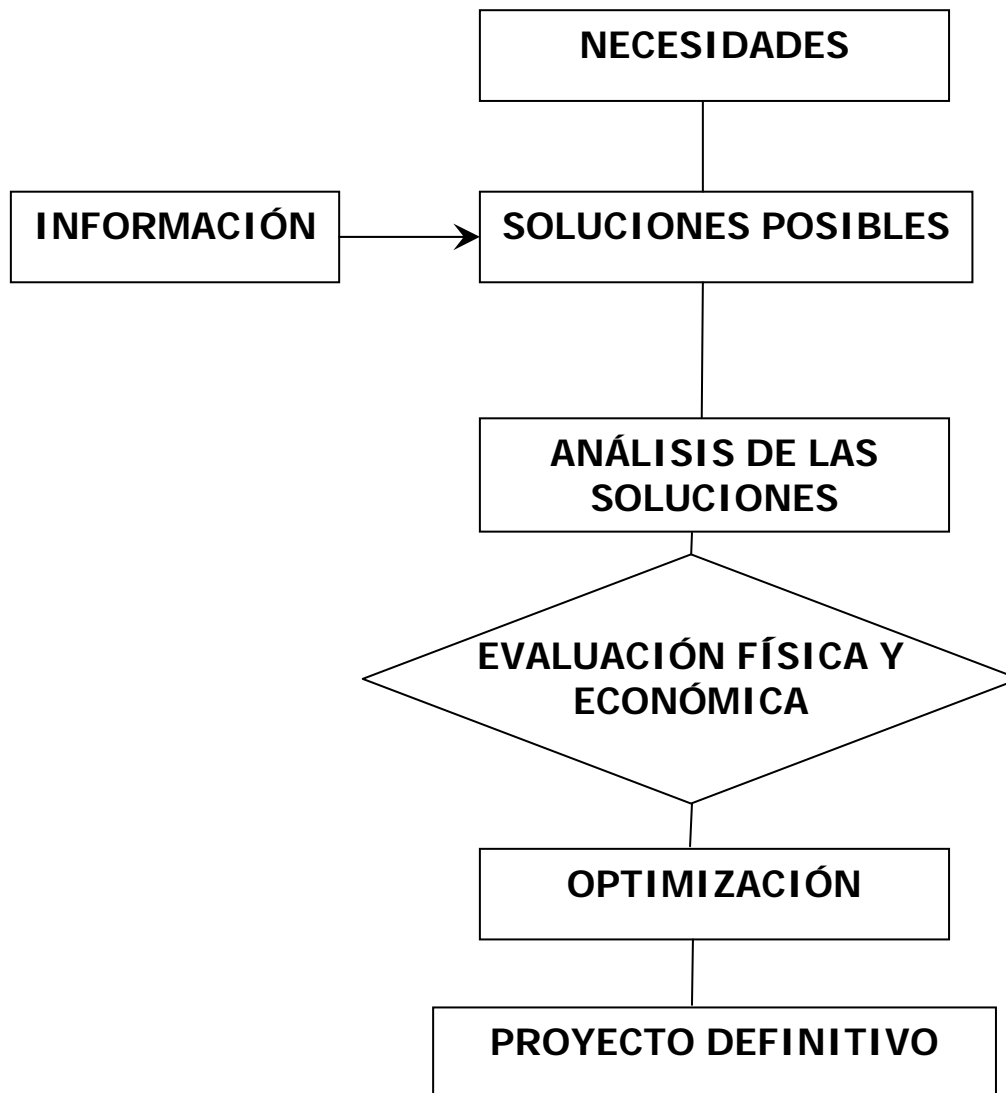 NECESIDADES
INFORMACIÓN
SOLUCIONES POSIBLES
ANÁLISIS DE LAS
SOLUCIONES
EVALUACIÓN FÍSICA Y
ECONÓMICA
OPTIMIZACIÓN
PROYECTO DEFINITIVO